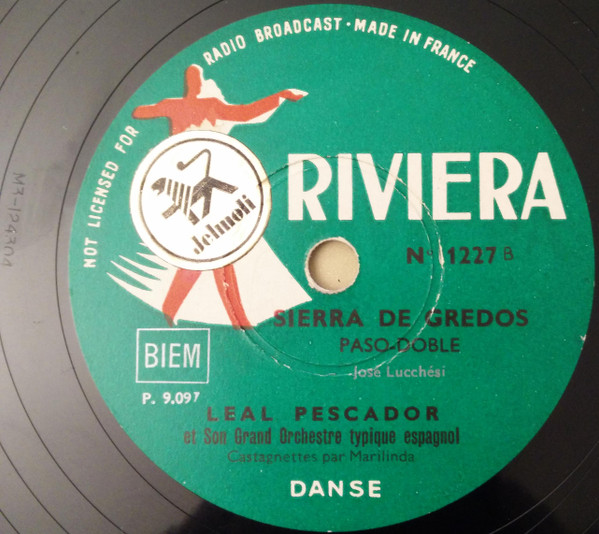 NOT LICENSED FOR RADIO BROADCAST · MADE IN FRANCE
RIVIERA
Jelmoli
No 1227 B
SIERRA DE GREDOS
PASO-DOBLE
José Lucchési
BIEM
P. 9.097
LEAL PESCADOR
et Son Grand Orchestre typique espagnol
Castagnettes par Marilinda
DANSE